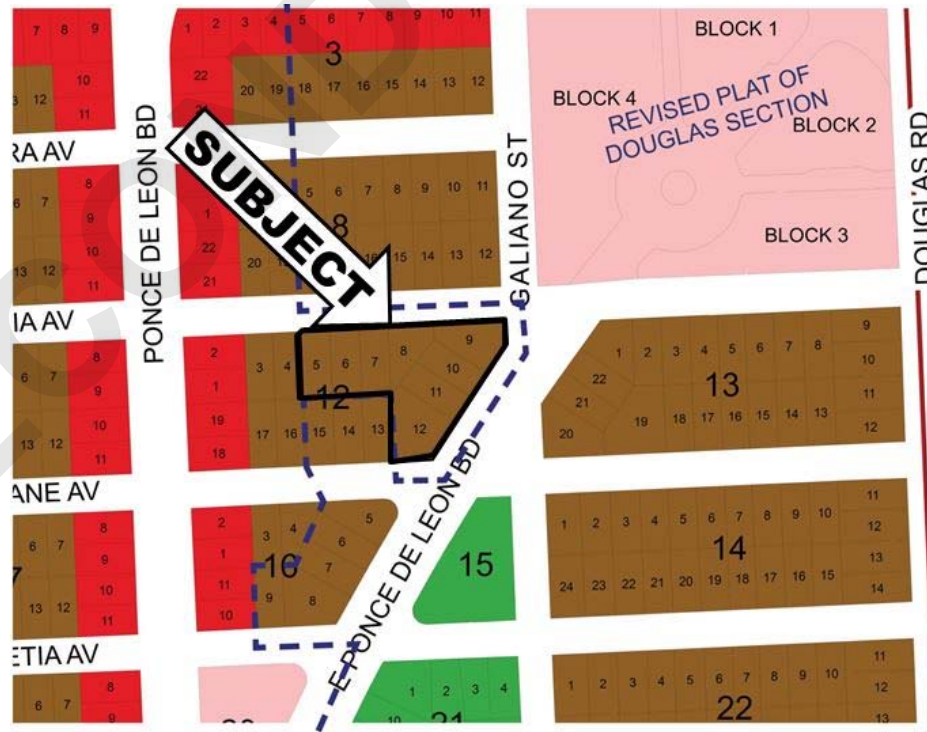 7 8 9
10
3 12
11
1 2 3 4 5 6 7 8 9 10 11
3
22
20 19 18 17 16 15 14 13 12
BLOCK 1
BLOCK 4
REVISED PLAT OF
DOUGLAS SECTION
BLOCK 2
BLOCK 3
RA AV
PONCE DE LEON BD
SUBJECT
GALIANO ST
DOUGLAS RD
6 7 8
9
10
13 12
11
5 6 7 8 9 10 11
1
8
22
20 16 15 14 13 12
21
IA AV
6 7 8
9
10
13 12
11
2 3 4 5 6 7 8 9
1 10
12 11
19
18 17 16 15 14 13 12
1 2 3 4 5 6 7 8 9
22 10
13
21 11
20 19 18 17 16 15 14 13 12
ANE AV
6 7 8
9
7 10
13 12 11
2 3 4 5
1 6
16 7
11
10 9 8
E PONCE DE LEON BD
15
1 2 3 4 5 6 7 8 9 10 11
12
14
13
24 23 22 21 20 19 18 17 16 15 14
ETIA AV
6 7 8
9
1 2 3 4
10 21
1 2 3 4 5 6 7 8 9 10 11
12
22
13